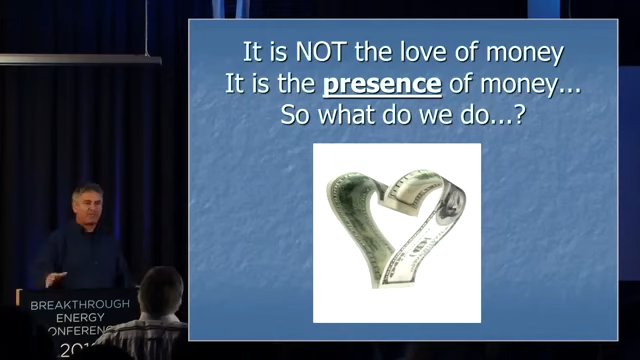 It is NOT the love of money
It is the presence of money...
So what do we do...?
BREAKTHROUGH
ENERGY
CONFERENCE